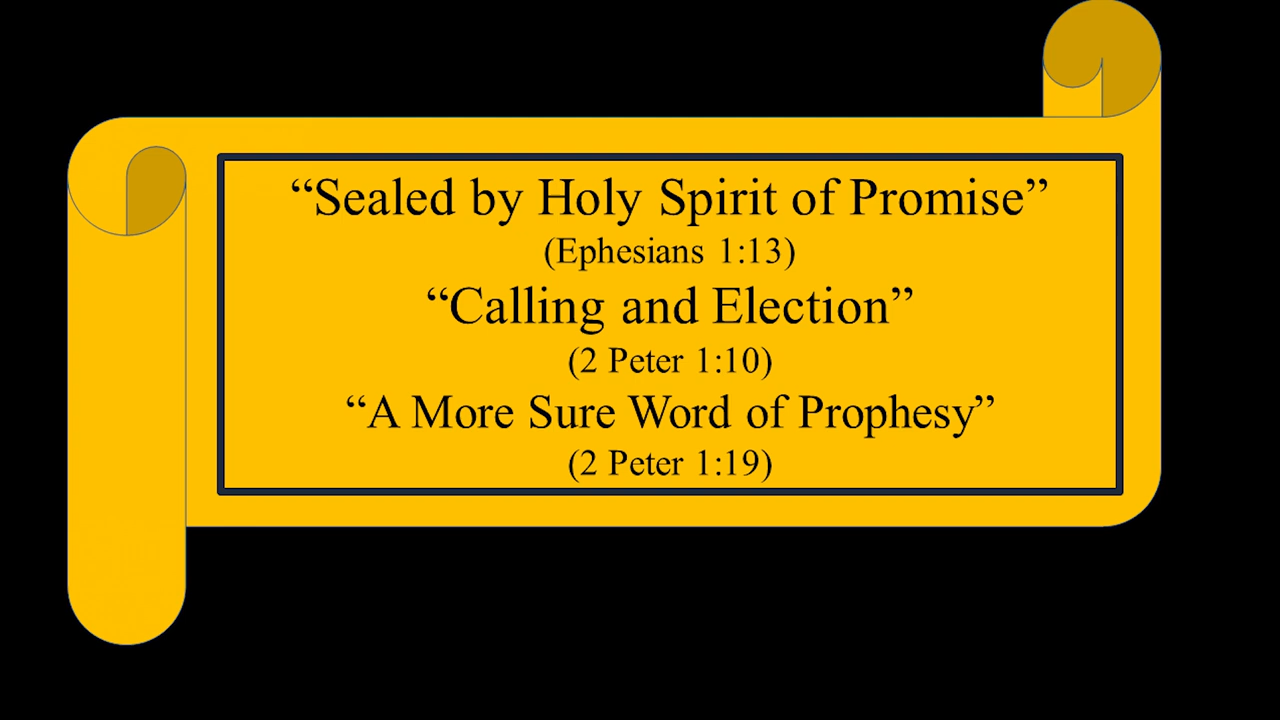 “Sealed by Holy Spirit of Promise”
(Ephesians 1:13)
“Calling and Election”
(2 Peter 1:10)
“A More Sure Word of Prophesy”
(2 Peter 1:19)